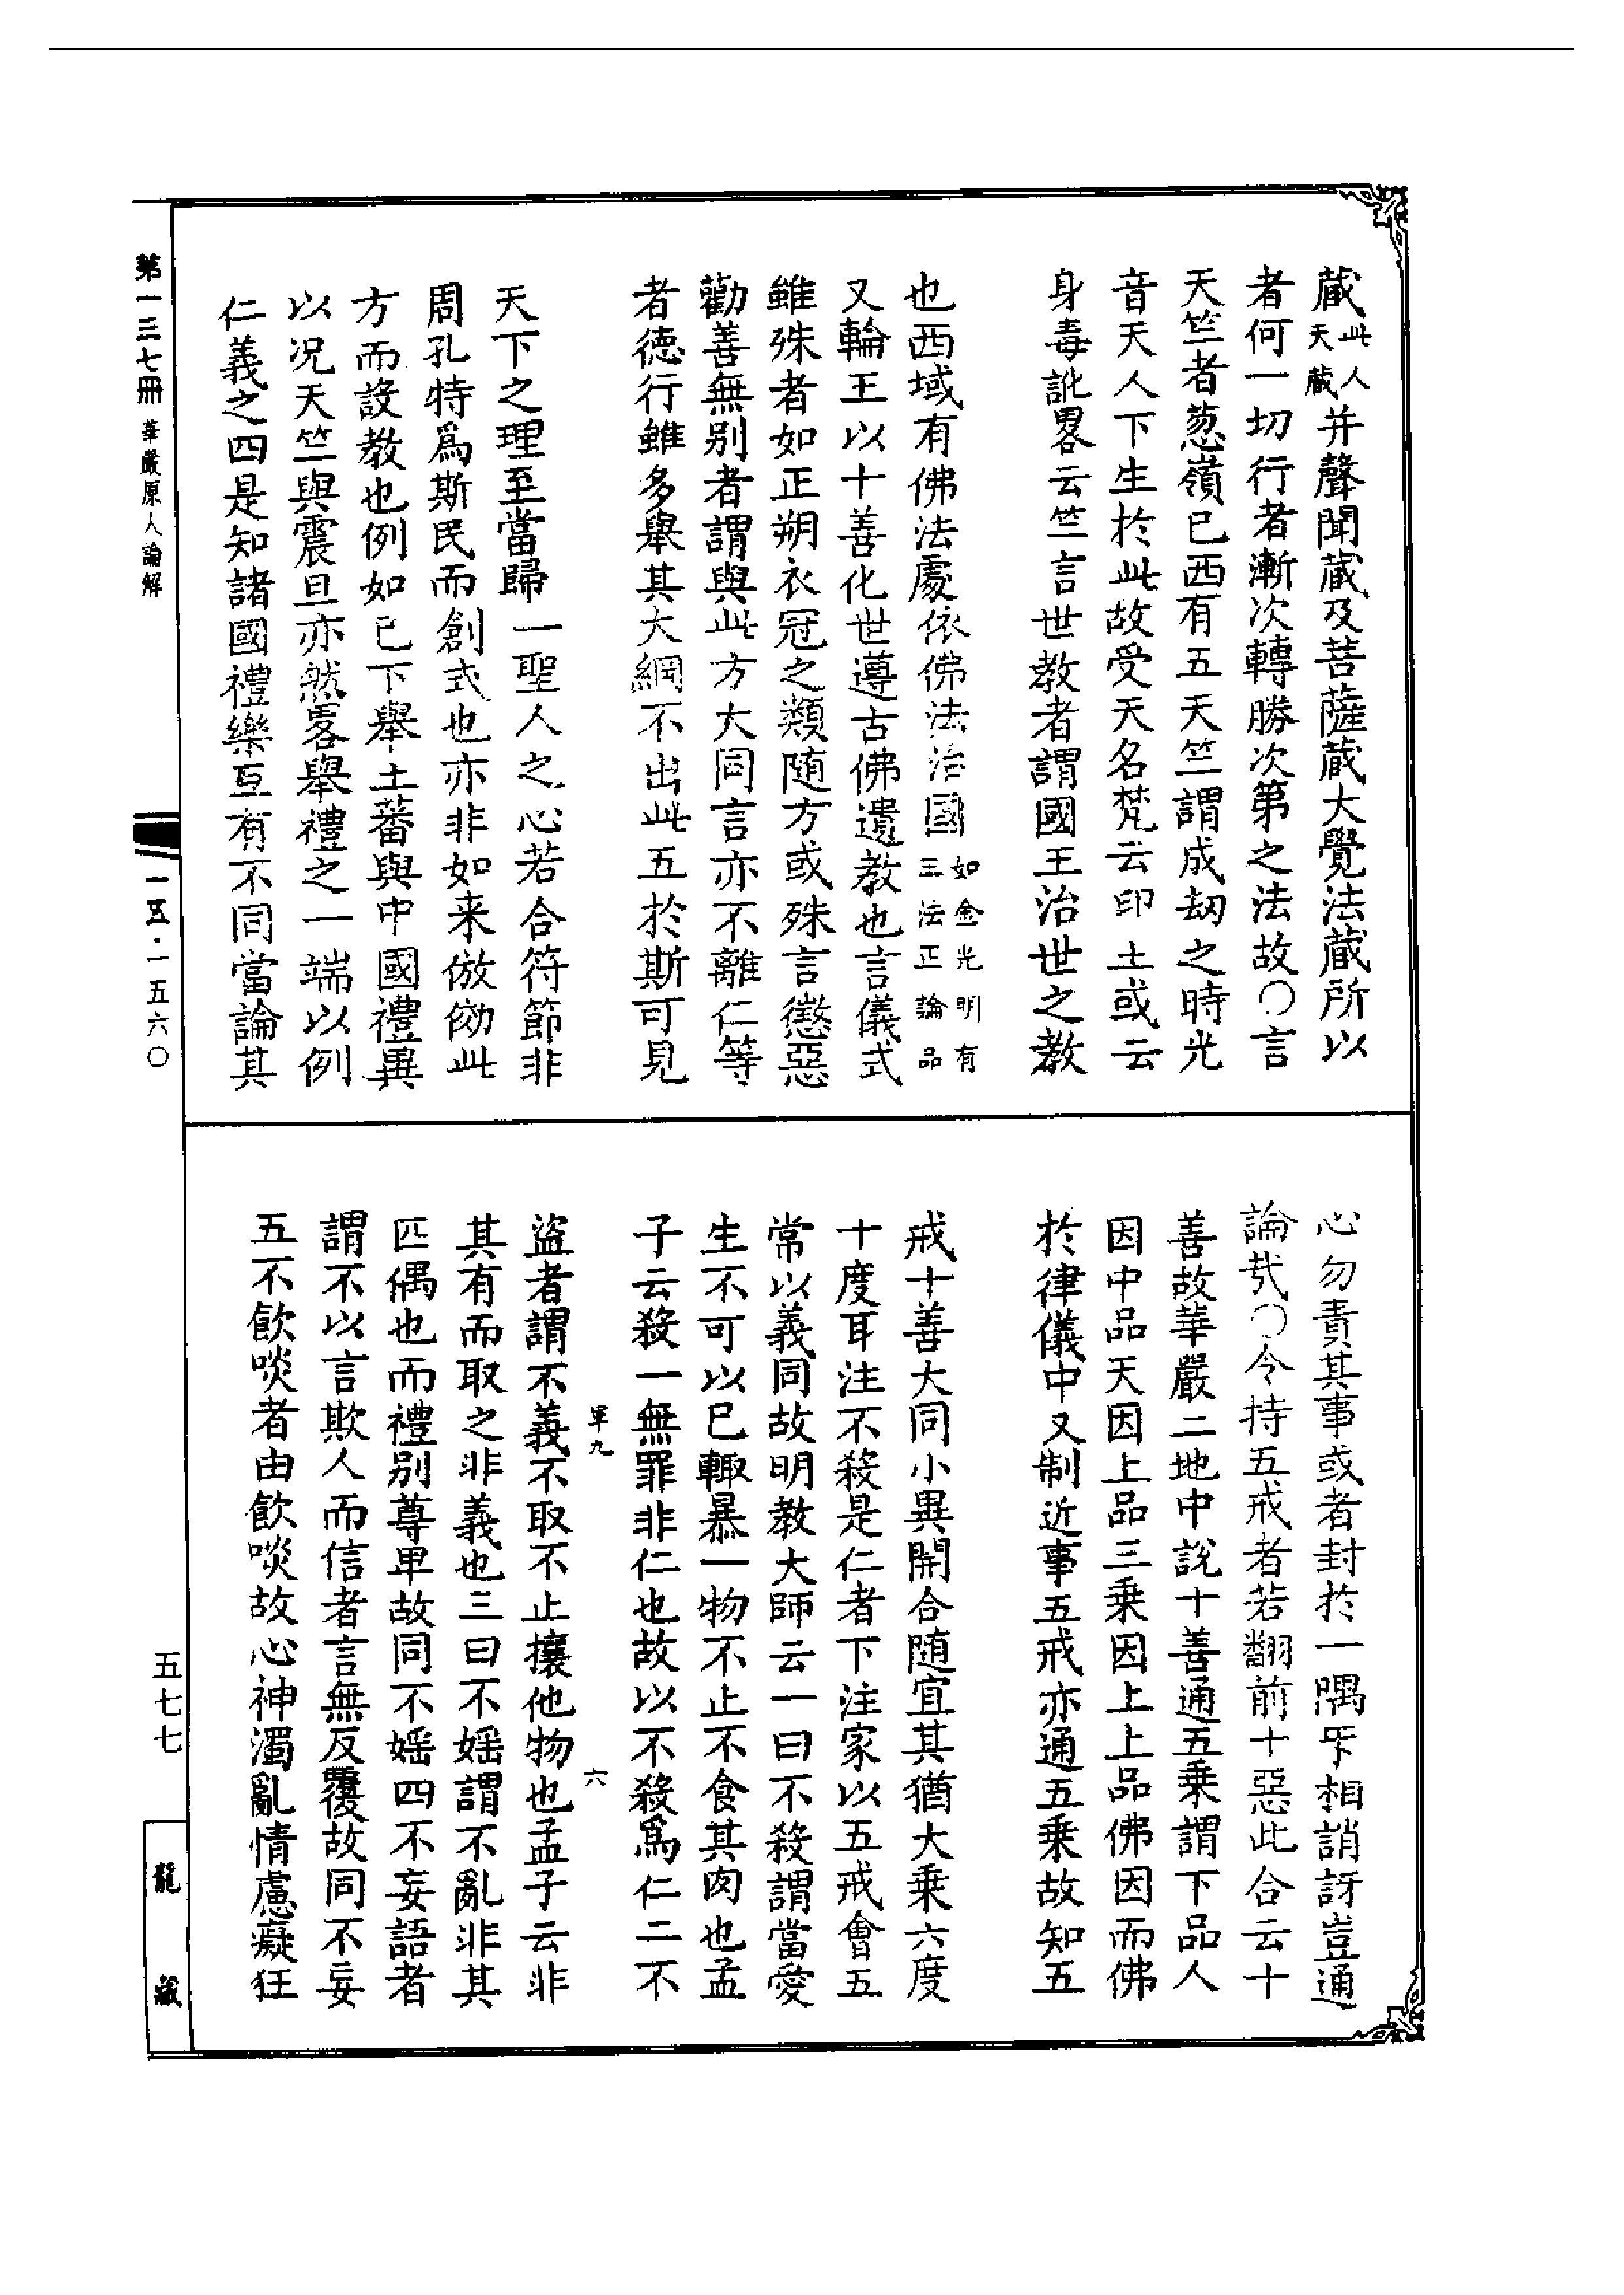 藏此人天藏并聲聞藏及菩薩藏大覺法藏所以
者何一切行者漸次轉勝次第之法故〇言
天竺者葱嶺已西有五天竺謂成刼之時光
音天人下生於此故受天名梵云印土或云
身毒訛畧云竺言世教者謂國王治世之教
也西域有佛法處依佛法治國如金光明有王法正論品
又輪王以十善化世遵古佛遺教也言儀式
雖殊者如正朔衣冠之類随方或殊言懲惡
勸善無别者謂與此方大同言亦不離仁等
者德行雖多舉其大綱不出此五於斯可見
天下之理至當歸一聖人之心若合符節非
周孔特爲斯民而創式也亦非如来倣傚此
方而設教也例如已下舉土蕃與中國禮異
以况天竺與震旦亦然畧舉禮之一端以例
仁義之四是知諸國禮樂互有不同當論其
心勿責其事或者封於一隅㸦相誚訝豈通
論㢤〇令持五戒者若翻前十惡此合云十
善故華嚴二地中説十善通五乗謂下品人
因中品天因上品三乗因上上品佛因而佛
於律儀中又制近事五戒亦通五乗故知五
戒十善大同小異開合随宜其猶大乗六度
十度耳注不殺是仁者下注家以五戒會五
常以義同故明教大師云一曰不殺謂當愛
生不可以已輙暴一物不止不食其肉也孟
子云殺一無罪非仁也故以不殺爲仁二不
軍九
六
盜者謂不義不取不止攘他物也孟子云非
其有而取之非義也三曰不婬謂不亂非其
匹偶也而禮别尊卑故同不婬四不妄語者
謂不以言欺人而信者言無反覆故同不妄
五不飲啖者由飲啖故心神濁亂情慮癡狂
第一三七冊 華嚴原人論解
一五·一五六〇
五七七
龍藏